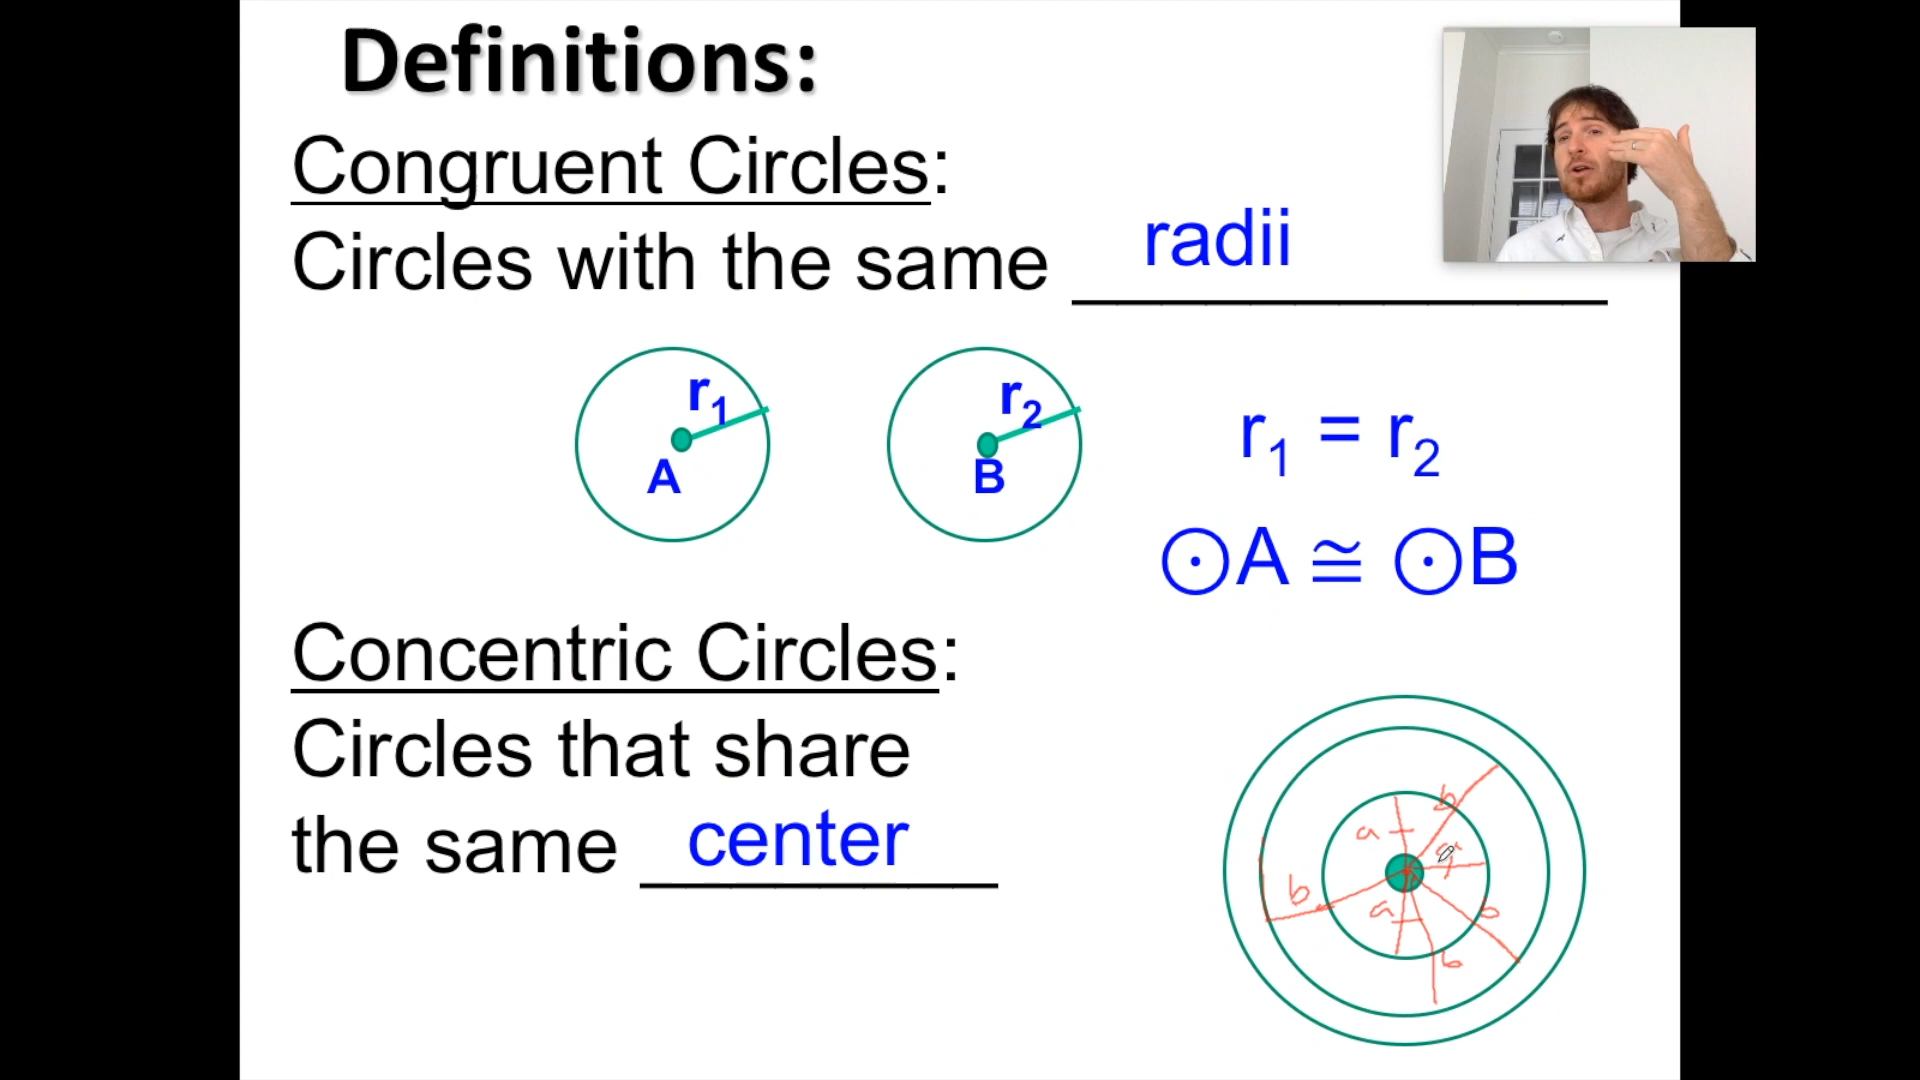 Definitions:
Congruent Circles:
Circles with the same radii
r₁ r₂ r₁ = r₂
A B
⊙A ≅ ⊙B
Concentric Circles:
Circles that share
the same center
b
a
b
a
b